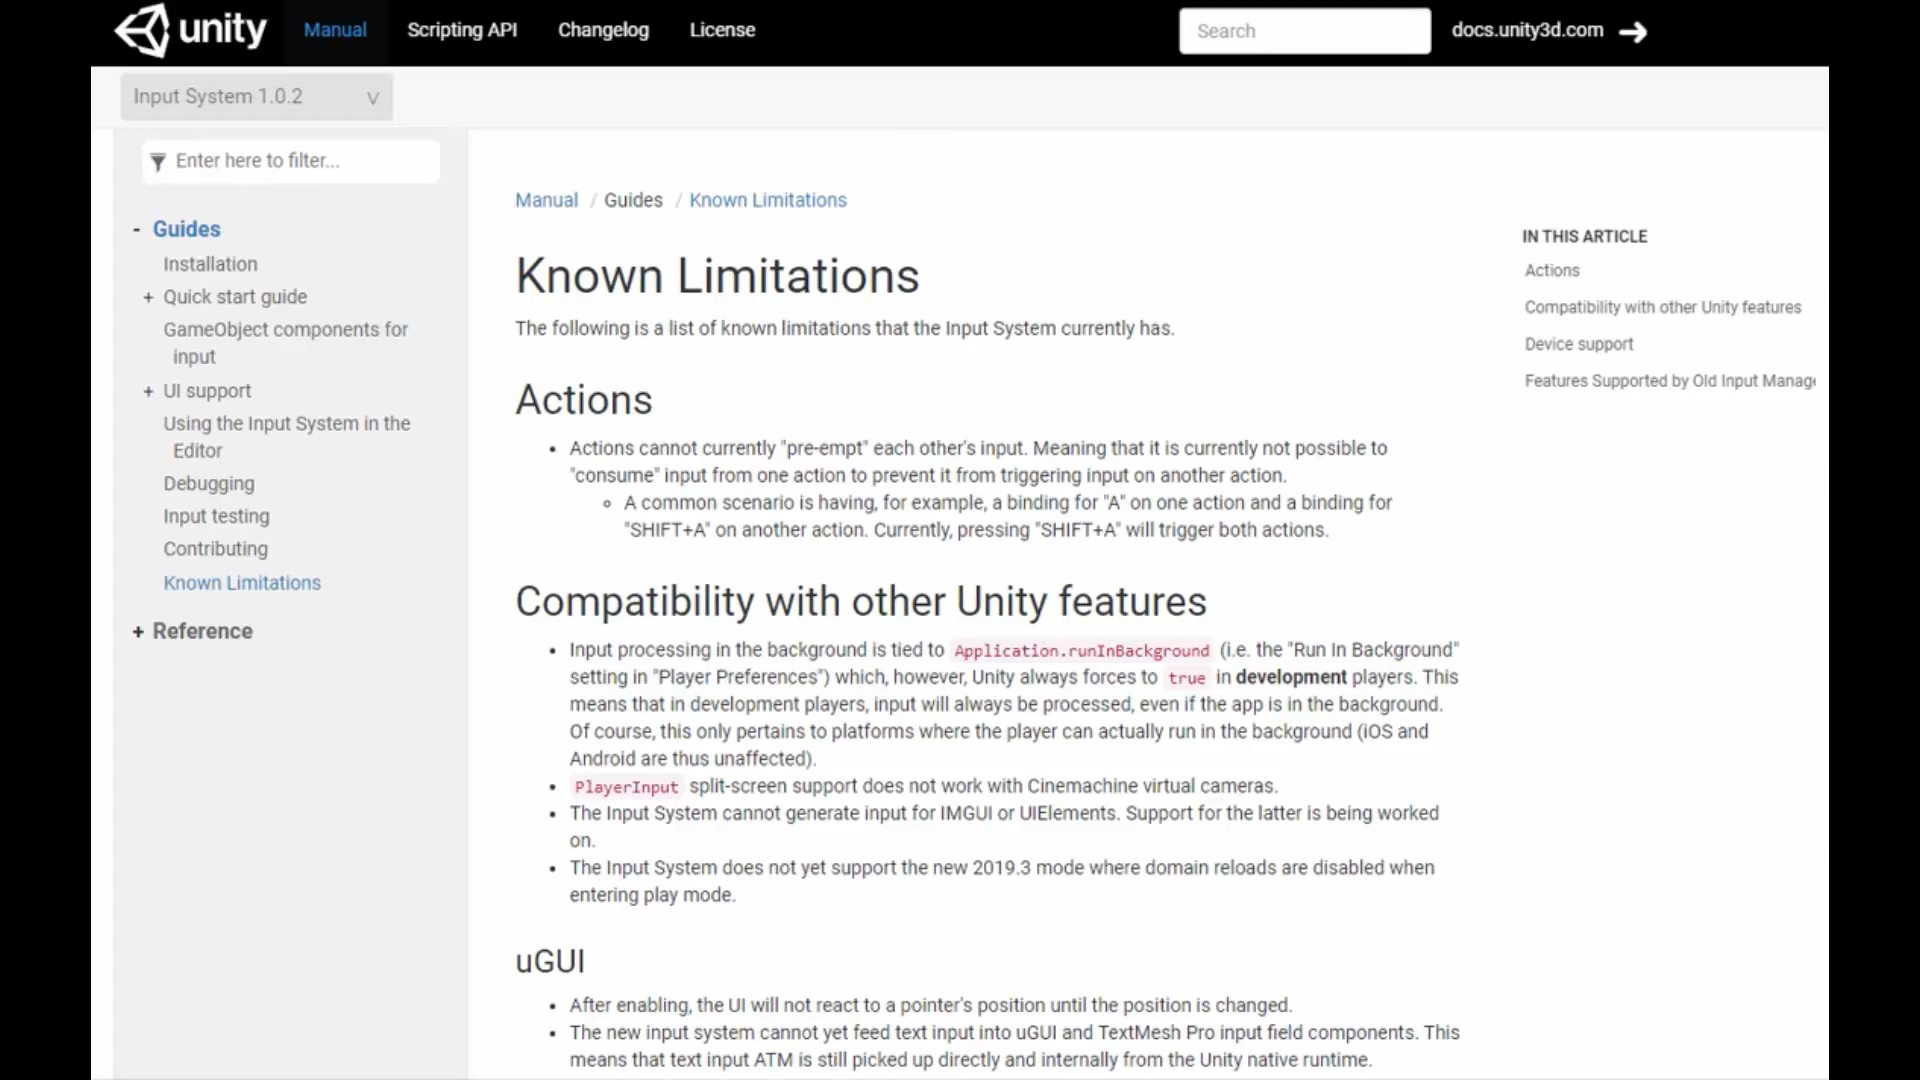 unity Manual Scripting API Changelog License Search docs.unity3d.com
Input System 1.0.2 v
Enter here to filter...
- Guides
Installation
+ Quick start guide
GameObject components for
input
+ UI support
Using the Input System in the
Editor
Debugging
Input testing
Contributing
Known Limitations
+ Reference
Manual / Guides / Known Limitations
Known Limitations
The following is a list of known limitations that the Input System currently has.
Actions
• Actions cannot currently "pre-empt" each other's input. Meaning that it is currently not possible to
"consume" input from one action to prevent it from triggering input on another action.
◦ A common scenario is having, for example, a binding for "A" on one action and a binding for
"SHIFT+A" on another action. Currently, pressing "SHIFT+A" will trigger both actions.
Compatibility with other Unity features
• Input processing in the background is tied to Application.runInBackground (i.e. the "Run In Background"
setting in "Player Preferences") which, however, Unity always forces to true in development players. This
means that in development players, input will always be processed, even if the app is in the background.
Of course, this only pertains to platforms where the player can actually run in the background (iOS and
Android are thus unaffected).
• PlayerInput split-screen support does not work with Cinemachine virtual cameras.
• The Input System cannot generate input for IMGUI or UIElements. Support for the latter is being worked
on.
• The Input System does not yet support the new 2019.3 mode where domain reloads are disabled when
entering play mode.
uGUI
• After enabling, the UI will not react to a pointer's position until the position is changed.
• The new input system cannot yet feed text input into uGUI and TextMesh Pro input field components. This
means that text input ATM is still picked up directly and internally from the Unity native runtime.
IN THIS ARTICLE
Actions
Compatibility with other Unity features
Device support
Features Supported by Old Input Manage